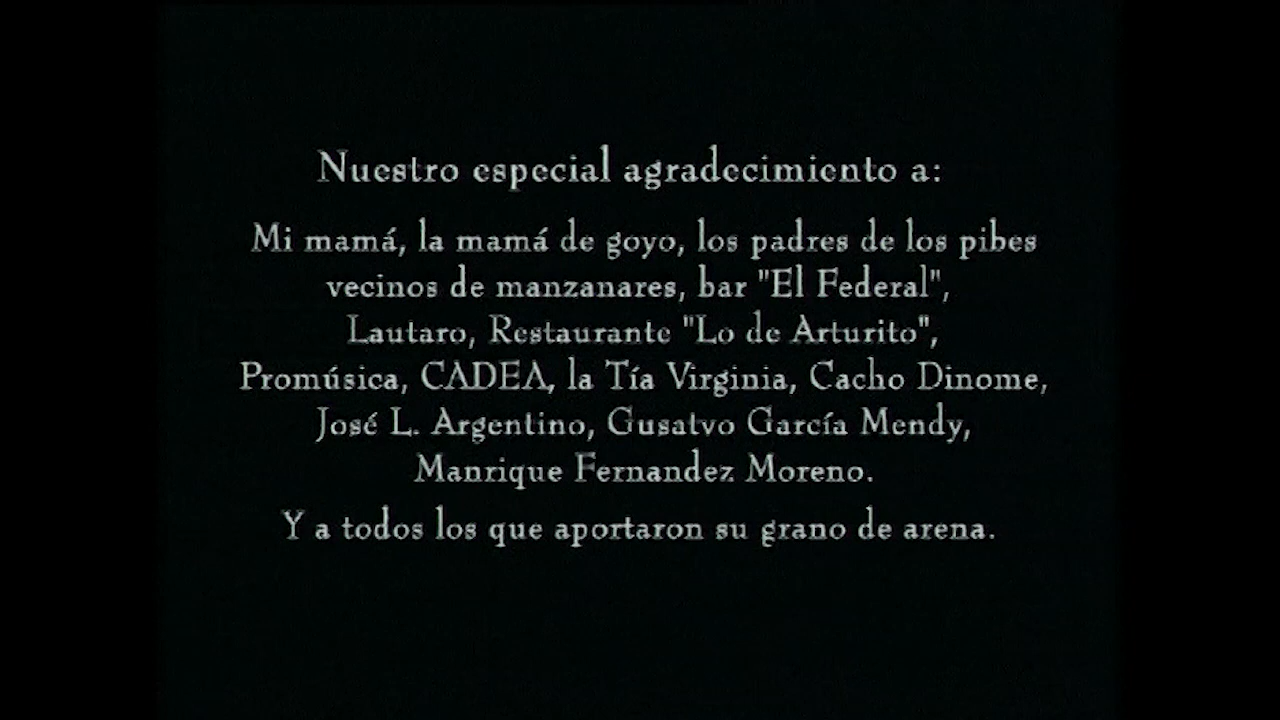 Nuestro especial agradecimiento a:
Mi mamá, la mamá de goyo, los padres de los pibes
vecinos de manzanares, bar "El Federal",
Lautaro, Restaurante "Lo de Arturito",
Promúsica, CADEA, la Tía Virginia, Cacho Dinome,
José L. Argentino, Gusatvo García Mendy,
Manrique Fernandez Moreno.
Y a todos los que aportaron su grano de arena.